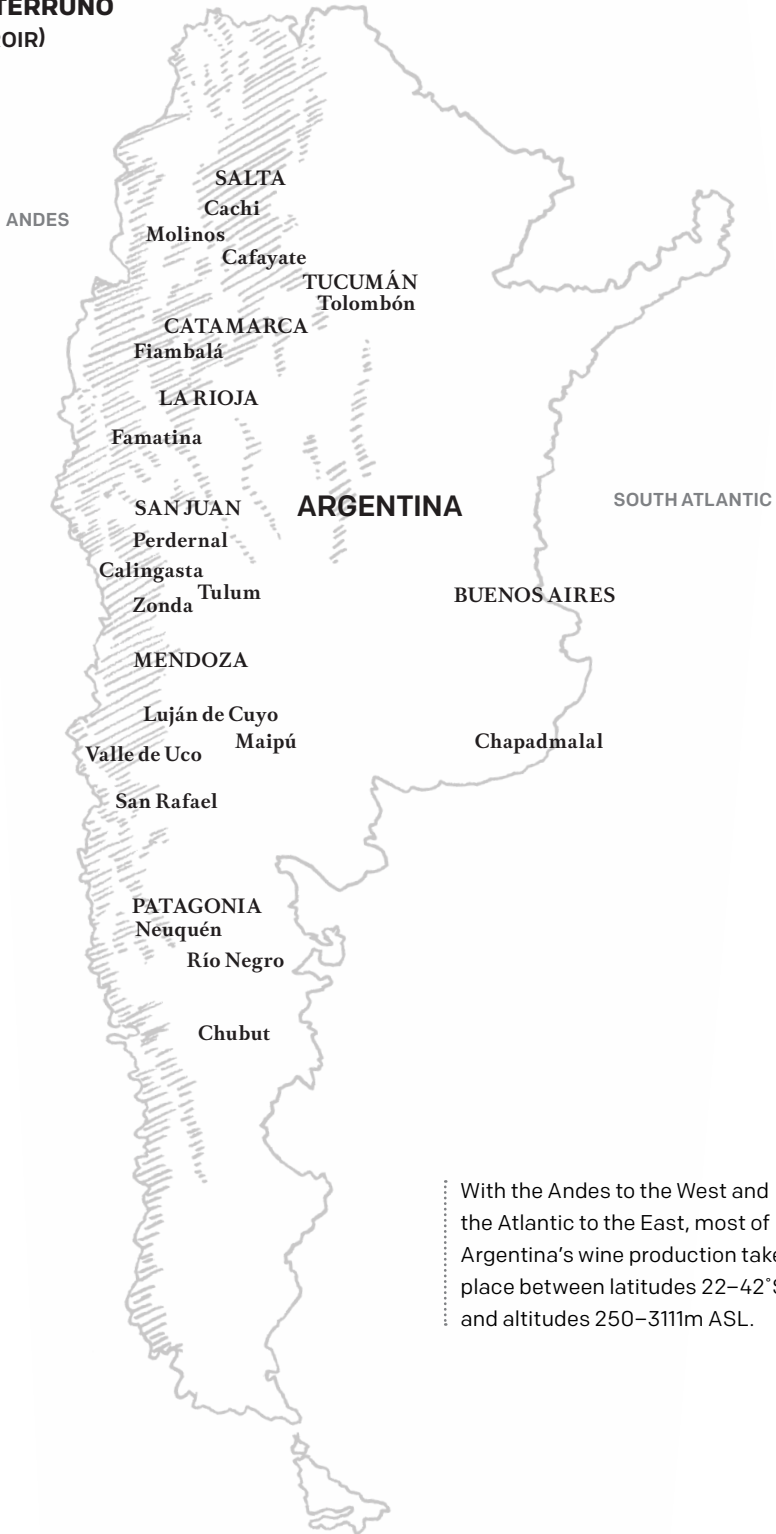 TERRUÑO
OIR)
SALTA
Cachi
ANDES
Molinos
Cafayate
TUCUMÁN
Tolombón
CATAMARCA
Fiambalá
LA RIOJA
Famatina
SAN JUAN
ARGENTINA
SOUTH ATLANTIC
Perdernal
Calingasta
Tulum
Zonda
BUENOS AIRES
MENDOZA
Luján de Cuyo
Maipú
Chapadmalal
Valle de Uco
San Rafael
PATAGONIA
Neuquén
Río Negro
Chubut
With the Andes to the West and
the Atlantic to the East, most of
Argentina's wine production take
place between latitudes 22–42°S
and altitudes 250–3111m ASL.